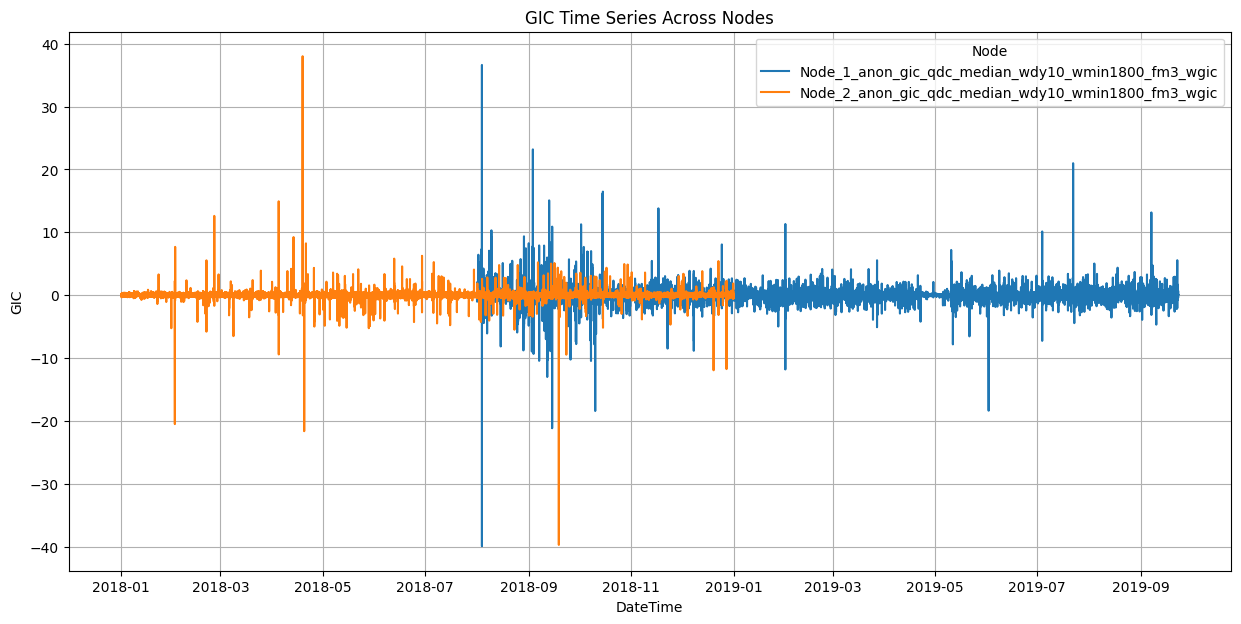 GIC Time Series Across Nodes
Node
Node_1_anon_gic_qdc_median_wdy10_wmin1800_fm3_wgic
Node_2_anon_gic_qdc_median_wdy10_wmin1800_fm3_wgic
GIC
40
30
20
10
0
−10
−20
−30
−40
2018-01 2018-03 2018-05 2018-07 2018-09 2018-11 2019-01 2019-03 2019-05 2019-07 2019-09
DateTime